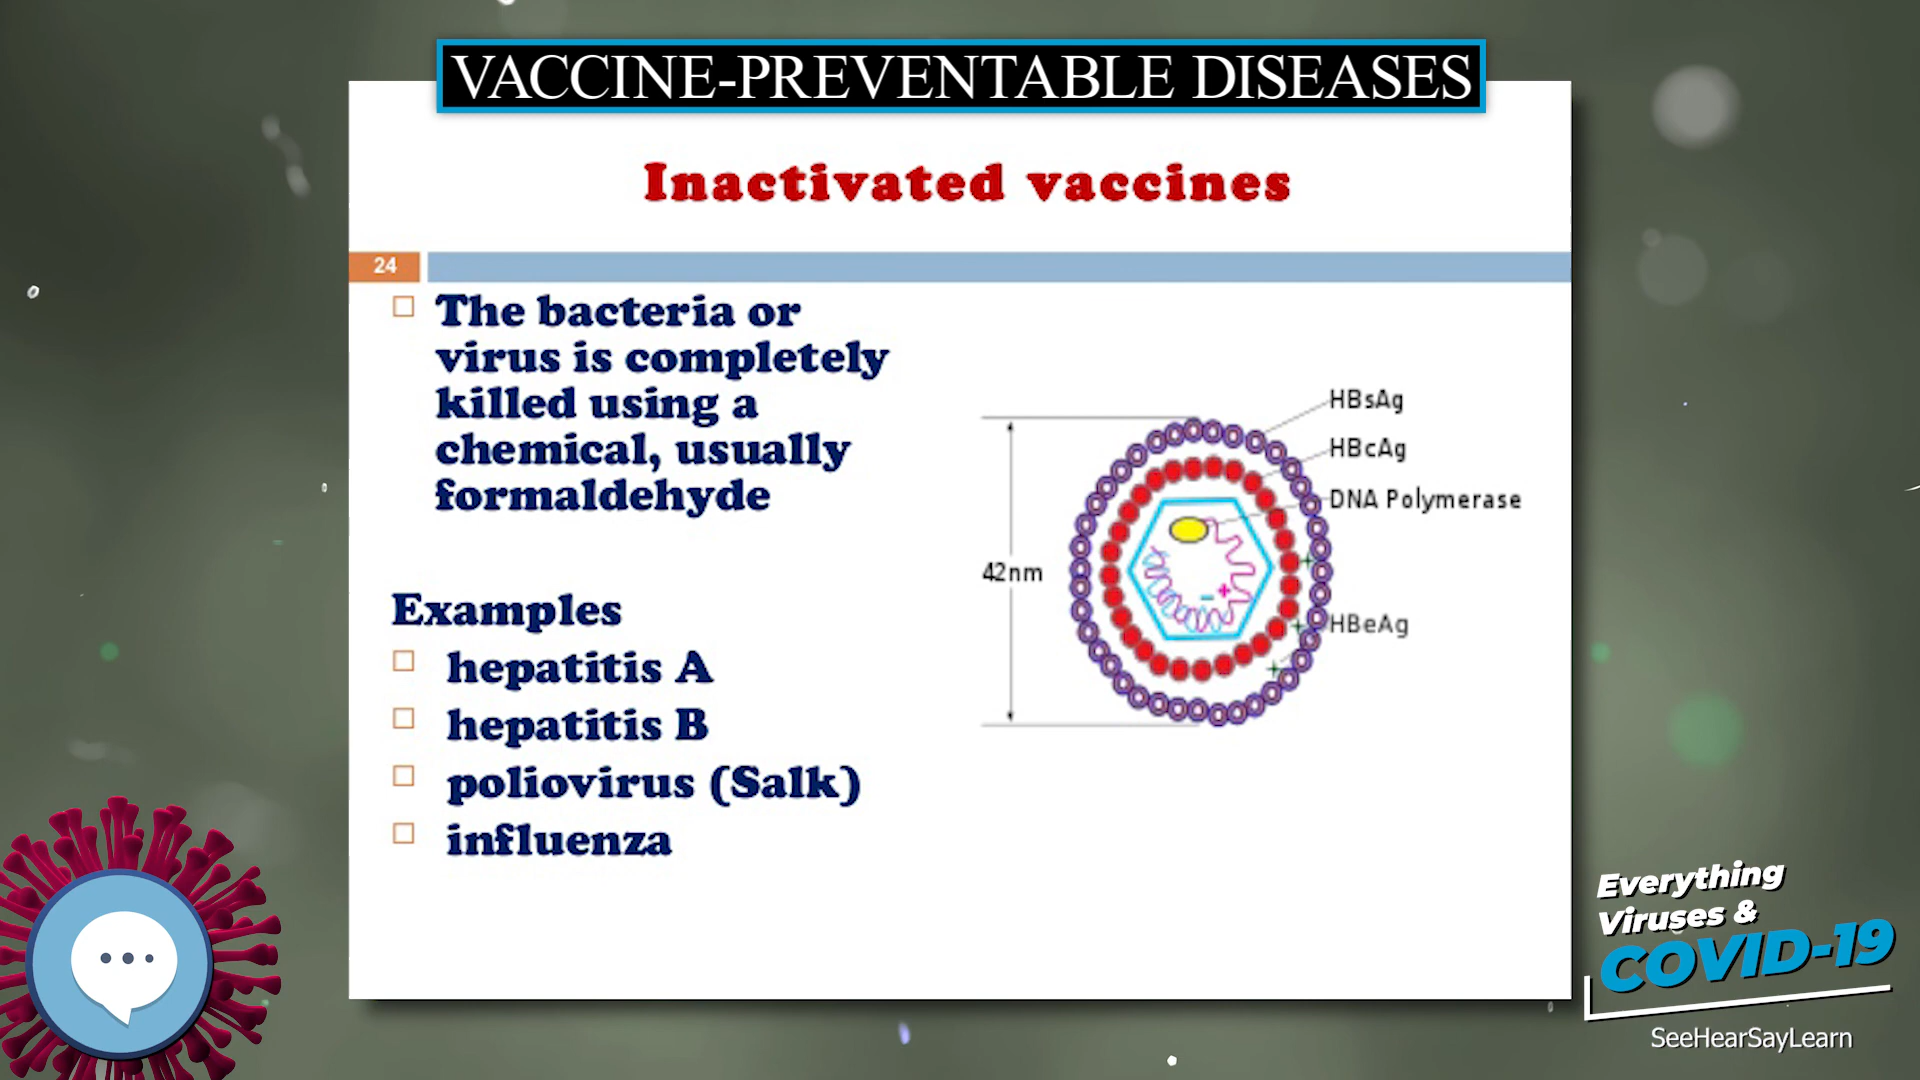 VACCINE-PREVENTABLE DISEASES
Inactivated vaccines
24
The bacteria or
virus is completely
killed using a
chemical, usually
formaldehyde
Examples
hepatitis A
hepatitis B
poliovirus (Salk)
influenza
HBsAg
HBcAg
DNA Polymerase
42nm
HBeAg
Everything
Viruses &
COVID-19
SeeHearSayLearn